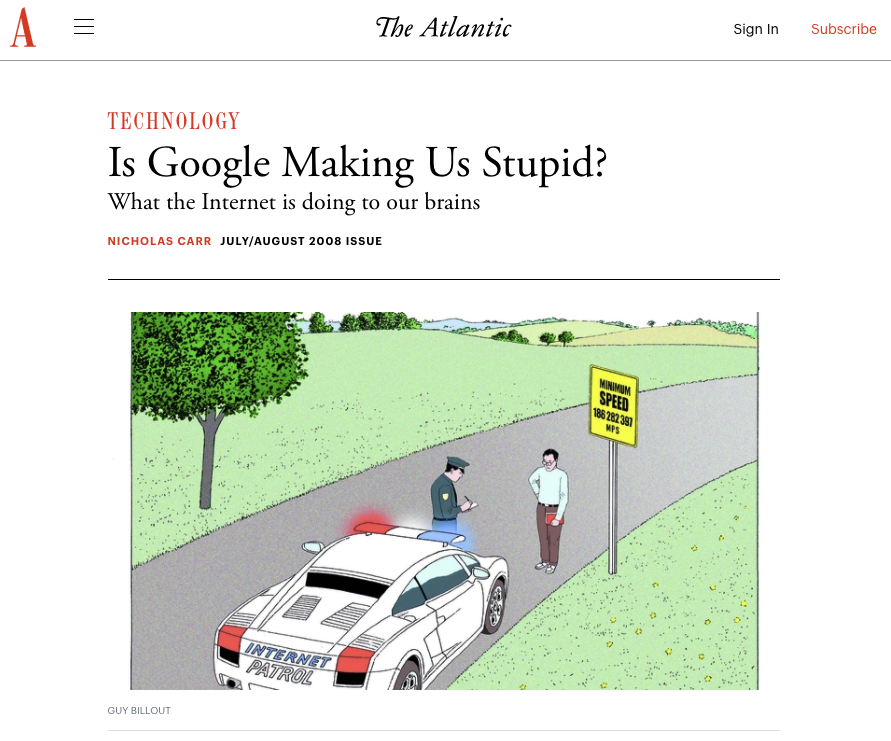 A
The Atlantic
Sign In
Subscribe
TECHNOLOGY
Is Google Making Us Stupid?
What the Internet is doing to our brains
NICHOLAS CARR JULY/AUGUST 2008 ISSUE
MINIMUM
SPEED
186 282 397
MPS
INTERNET
PATROL
GUY BILLOUT